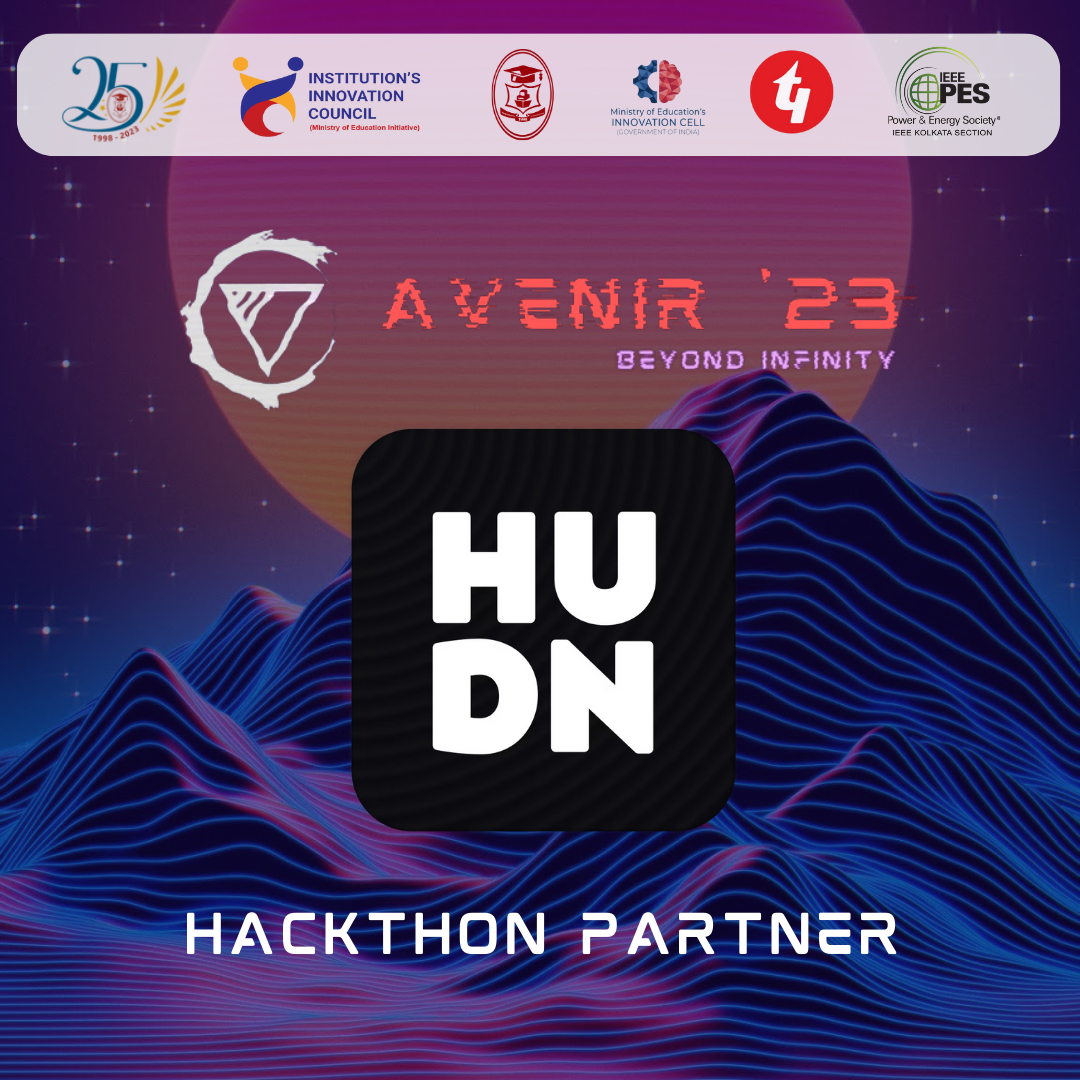 25
1998 - 2023
INSTITUTION'S
INNOVATION
COUNCIL
(Ministry of Education Initiative)
1998
Ministry of Education's
INNOVATION CELL
(GOVERNMENT OF INDIA)
IEEE
PES
Power & Energy Society®
IEEE KOLKATA SECTION
AVENIR '23
BEYOND INFINITY
HU
DN
HACKTHON PARTNER